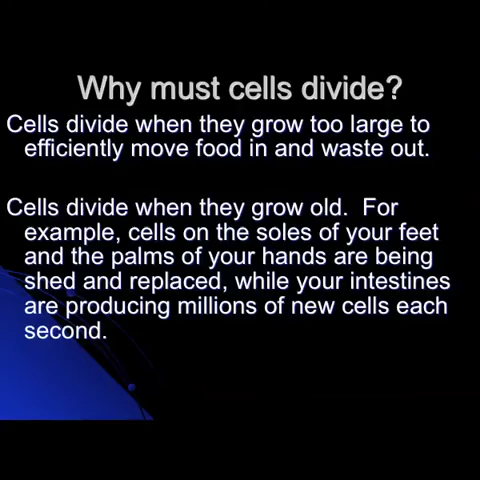 Why must cells divide?
Cells divide when they grow too large to
efficiently move food in and waste out.
Cells divide when they grow old.  For
example, cells on the soles of your feet
and the palms of your hands are being
shed and replaced, while your intestines
are producing millions of new cells each
second.